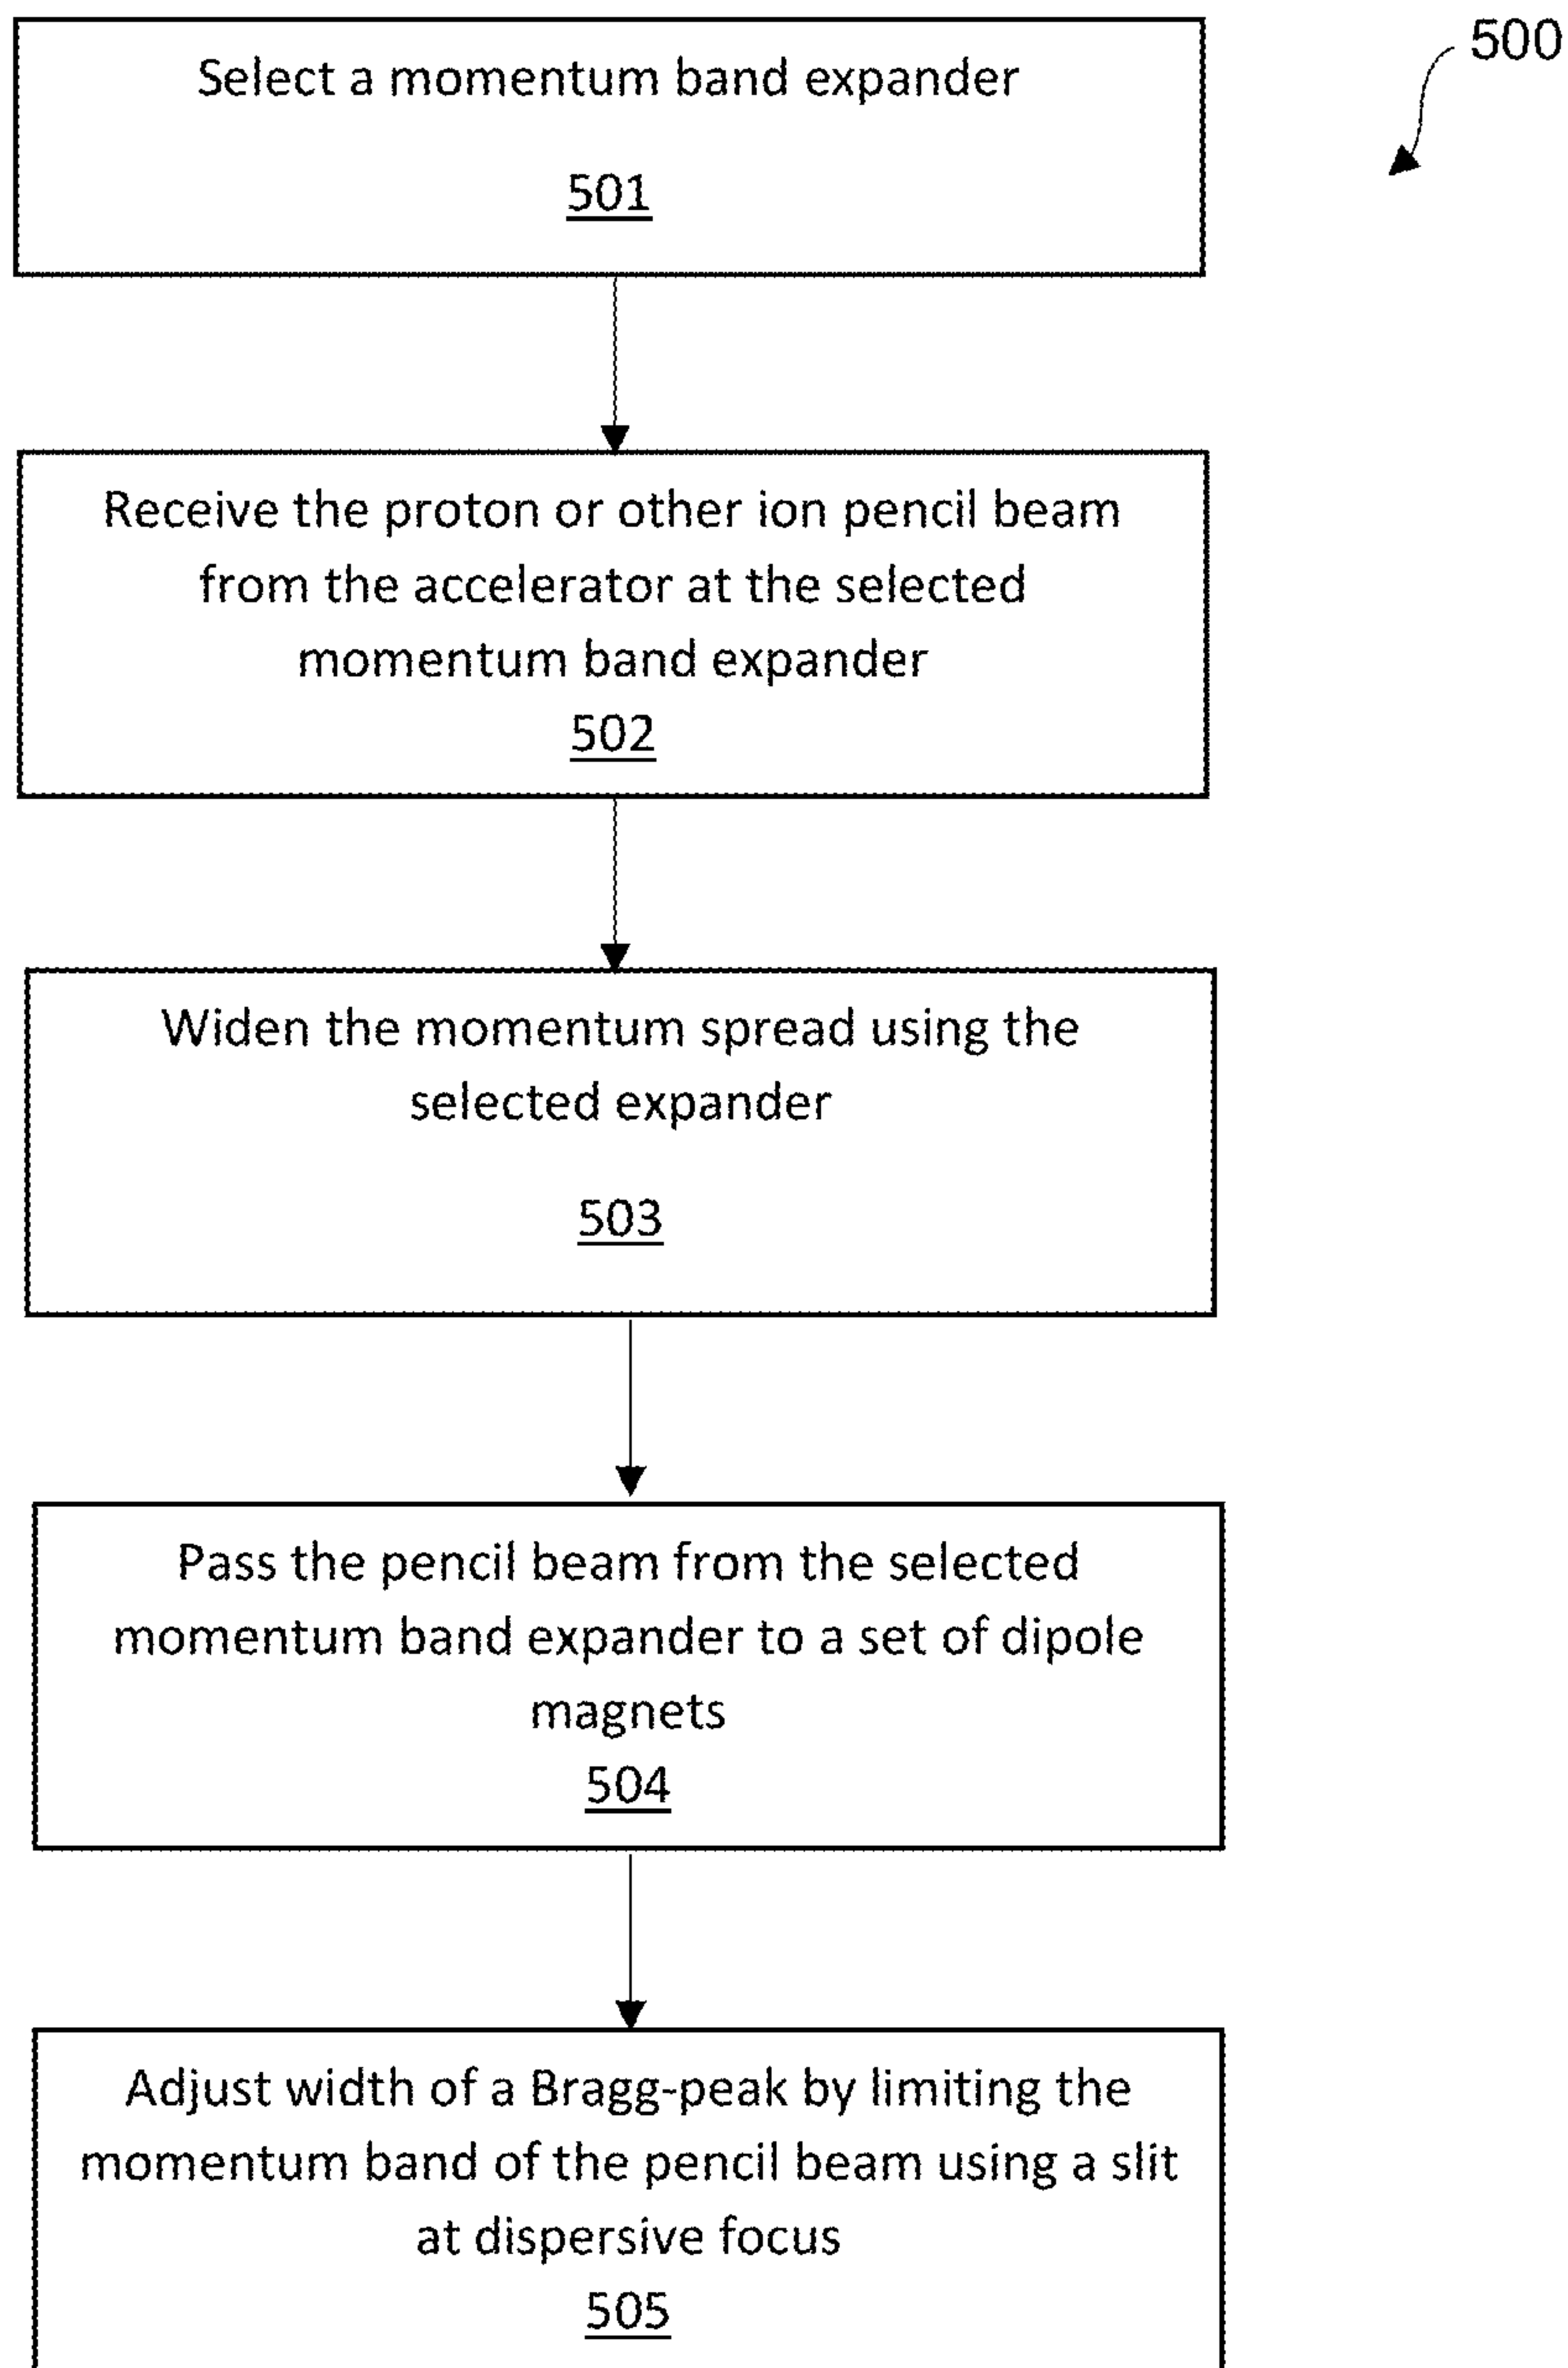 500
Select a momentum band expander
501
Receive the proton or other ion pencil beam
from the accelerator at the selected
momentum band expander
502
Widen the momentum spread using the
selected expander
503
Pass the pencil beam from the selected
momentum band expander to a set of dipole
magnets
504
Adjust width of a Bragg-peak by limiting the
momentum band of the pencil beam using a slit
at dispersive focus
505